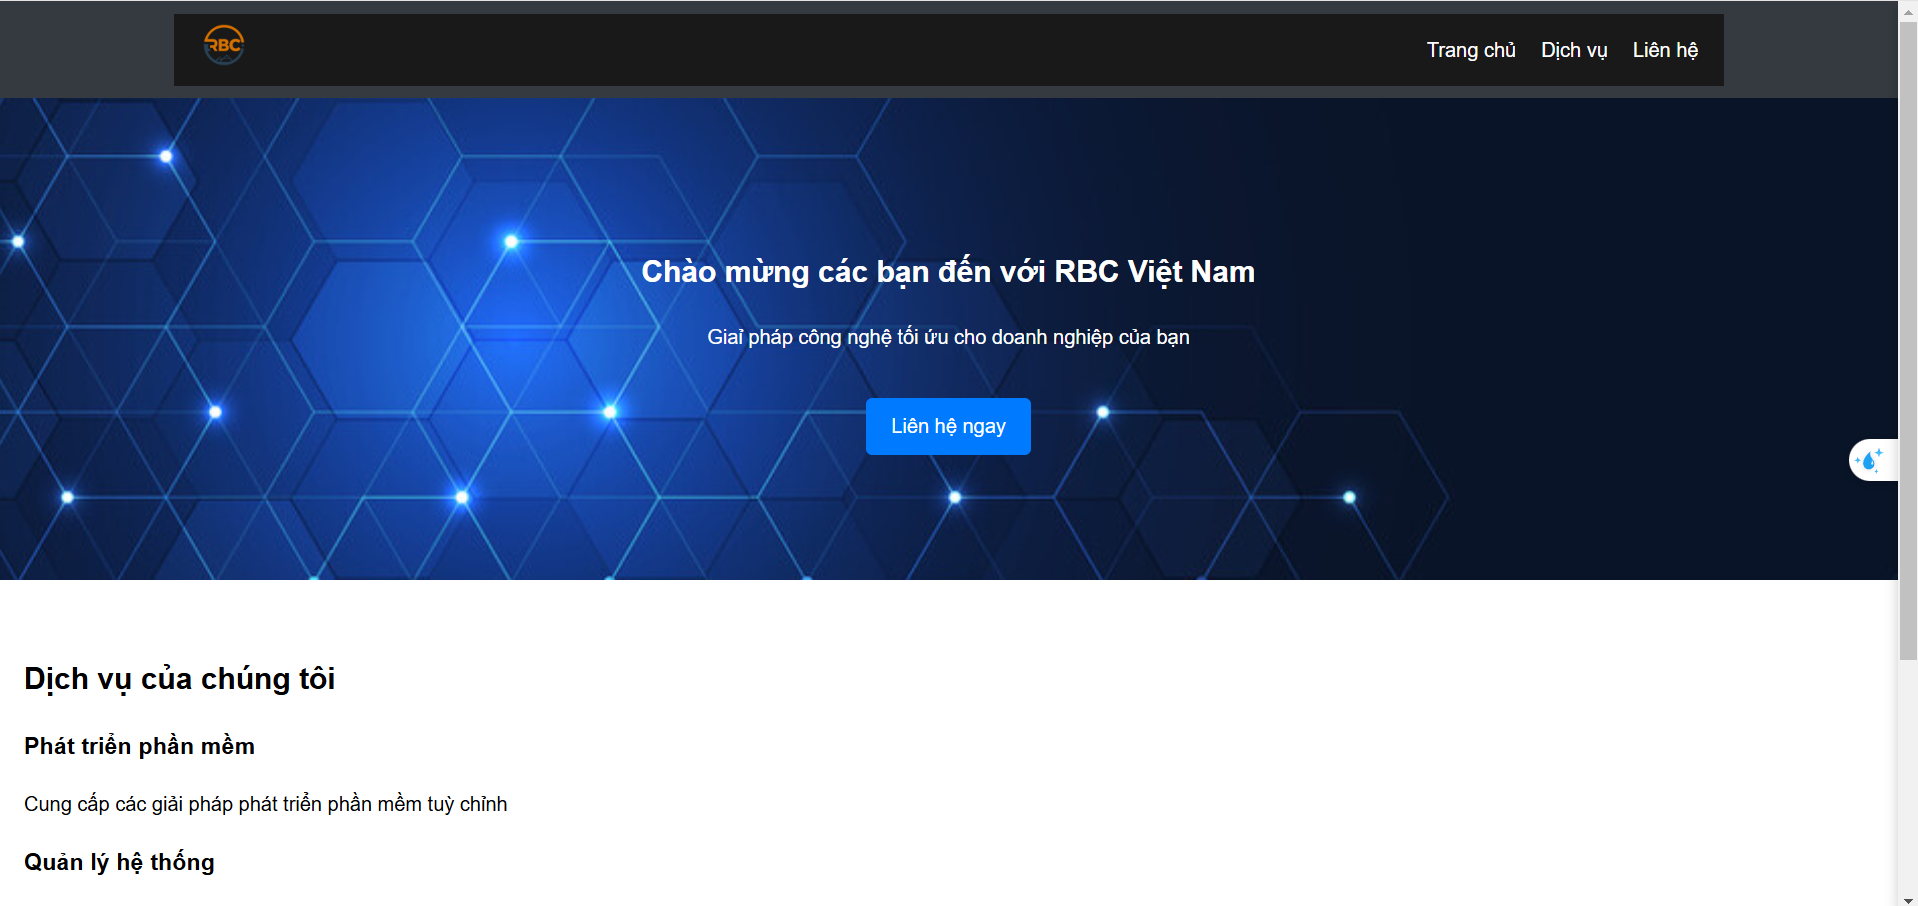 RBC
Trang chủ Dịch vụ Liên hệ
Chào mừng các bạn đến với RBC Việt Nam
Giaỉ pháp công nghệ tối ứu cho doanh nghiệp của bạn
Liên hệ ngay
Dịch vụ của chúng tôi
Phát triển phần mềm
Cung cấp các giải pháp phát triển phần mềm tuỳ chỉnh
Quản lý hệ thống